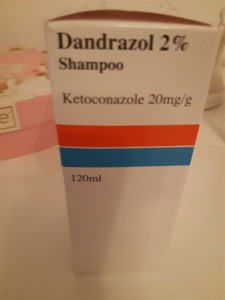 Dandrazol 2%
Shampoo
Ketoconazole 20mg/g
120ml